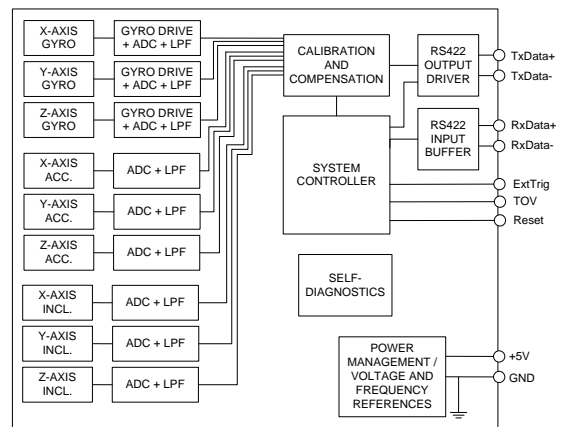 X-AXIS
GYRO
GYRO DRIVE
+ ADC + LPF
Y-AXIS
GYRO
GYRO DRIVE
+ ADC + LPF
Z-AXIS
GYRO
GYRO DRIVE
+ ADC + LPF
X-AXIS
ACC.
ADC + LPF
Y-AXIS
ACC.
ADC + LPF
Z-AXIS
ACC.
ADC + LPF
X-AXIS
INCL.
ADC + LPF
Y-AXIS
INCL.
ADC + LPF
Z-AXIS
INCL.
ADC + LPF
CALIBRATION
AND
COMPENSATION
SYSTEM
CONTROLLER
SELF-
DIAGNOSTICS
POWER
MANAGEMENT /
VOLTAGE AND
FREQUENCY
REFERENCES
RS422
OUTPUT
DRIVER
RS422
INPUT
BUFFER
TxData+
TxData-
RxData+
RxData-
ExtTrig
TOV
Reset
+5V
GND